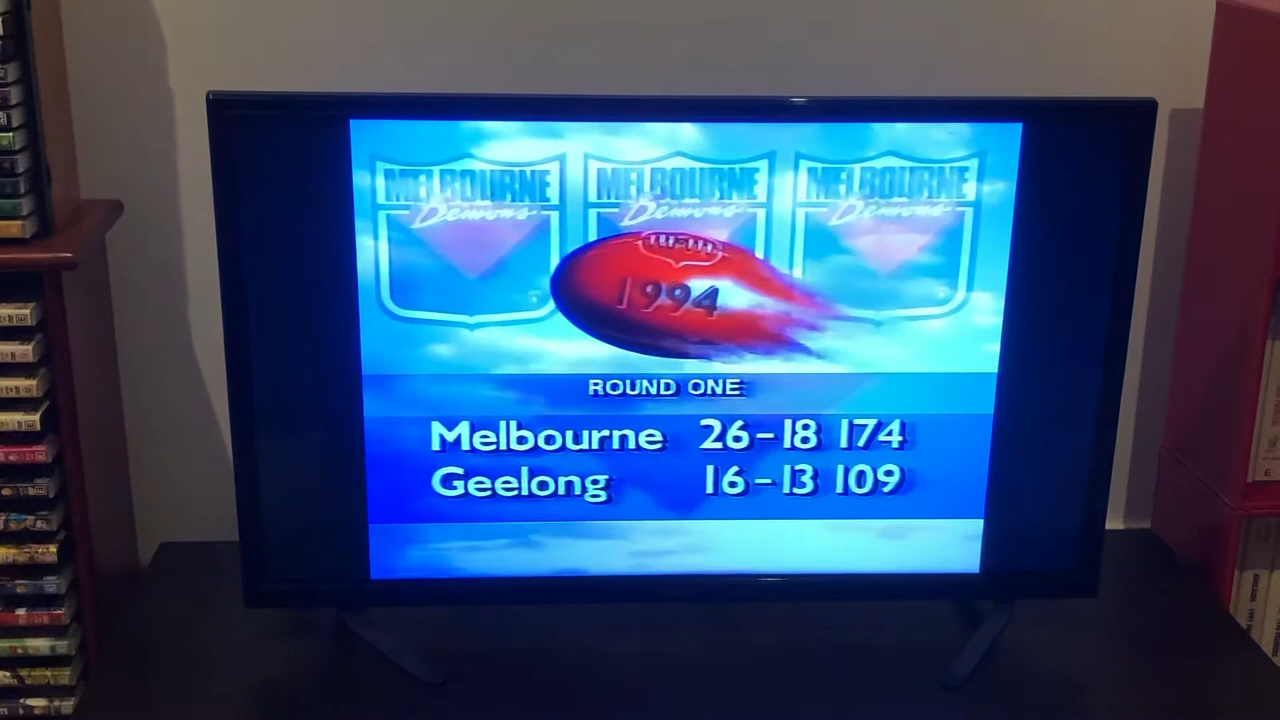 MELBOURNE MELBOURNE MELBOURNE
Demons Demons Demons
1994
ROUND ONE
Melbourne 26-18 174
Geelong 16-13 109